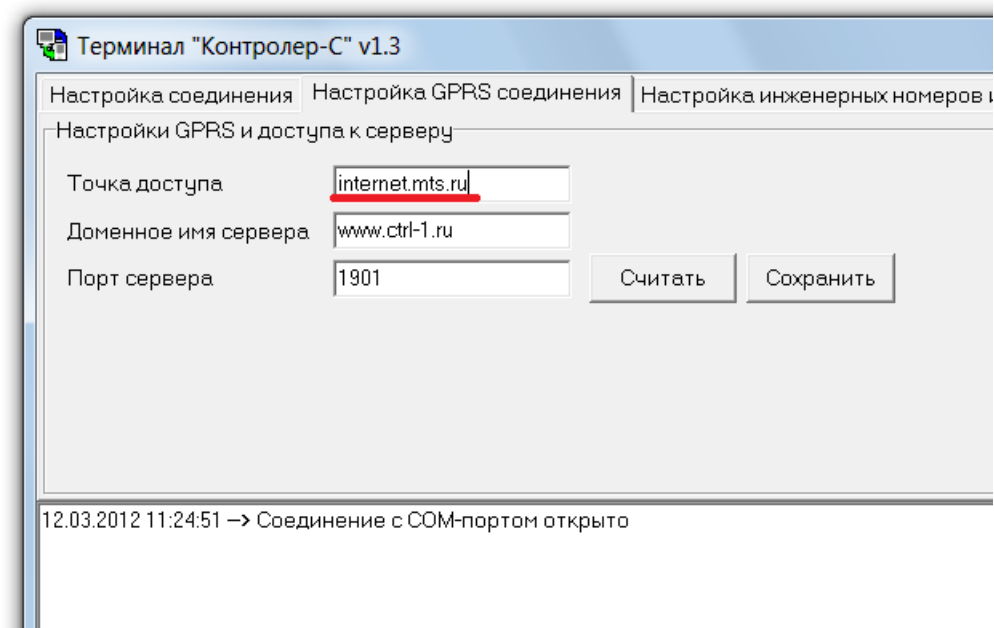 Терминал "Контролер-С" v1.3
Настройка соединения Настройка GPRS соединения Настройка инженерных номеров и
Настройки GPRS и доступа к серверу
Точка доступа internet.mts.ru
Доменное имя сервера www.ctrl-1.ru
Порт сервера 1901 Считать Сохранить
12.03.2012 11:24:51 --> Соединение с COM-портом открыто